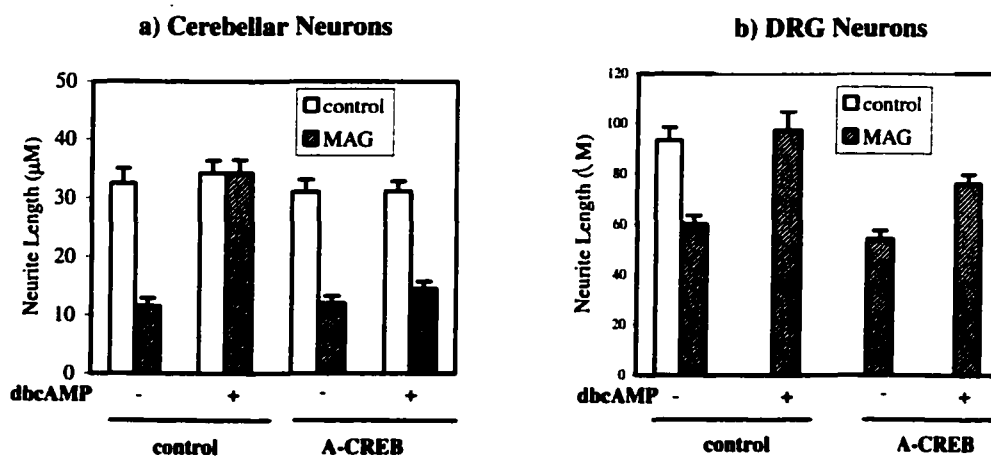 a) Cerebellar Neurons
50
40
30
20
10
0
Neurite Length (μM)
control
MAG
dbcAMP - + - +
control A-CREB
b) DRG Neurons
120
100
80
60
40
20
0
Neurite Length (\M)
control
MAG
dbcAMP - + - +
control A-CREB